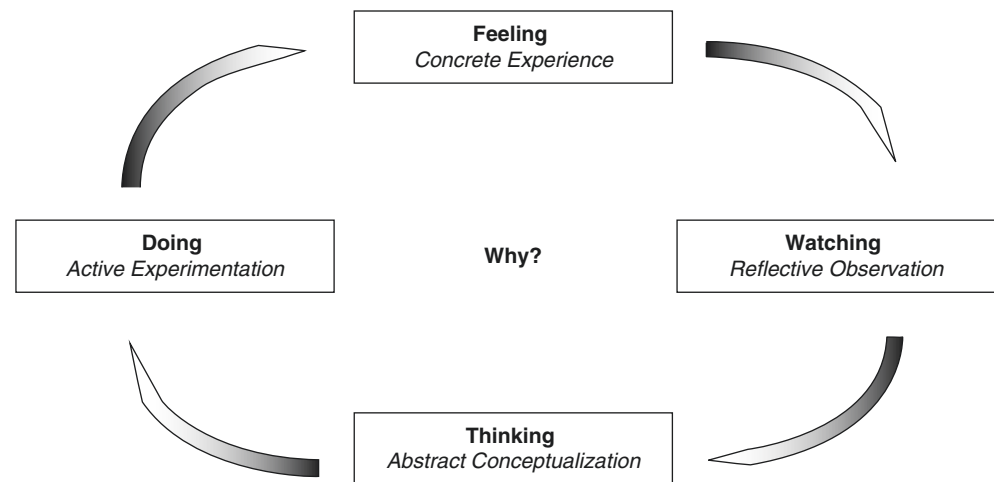 Feeling
Concrete Experience
Doing
Active Experimentation
Why?
Watching
Reflective Observation
Thinking
Abstract Conceptualization